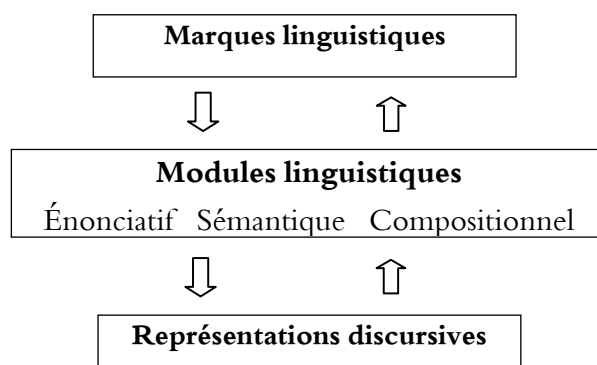 Marques linguistiques
Modules linguistiques
Énonciatif Sémantique Compositionnel
Représentations discursives